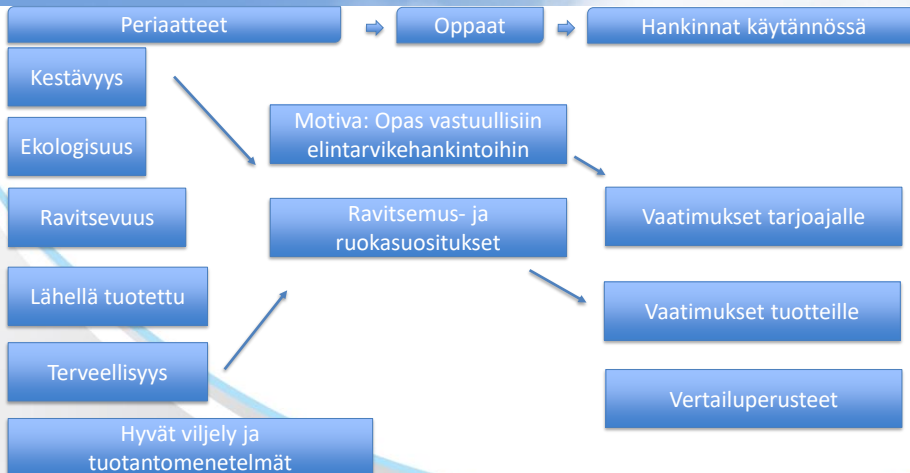 Periaatteet
Oppaat
Hankinnat käytännössä
Kestävyys
Ekologisuus
Ravitsevuus
Lähellä tuotettu
Terveellisyys
Hyvät viljely ja
tuotantomenetelmät
Motiva: Opas vastuullisiin
elintarvikehankintoihin
Ravitsemus- ja
ruokasuositukset
Vaatimukset tarjoajalle
Vaatimukset tuotteille
Vertailuperusteet